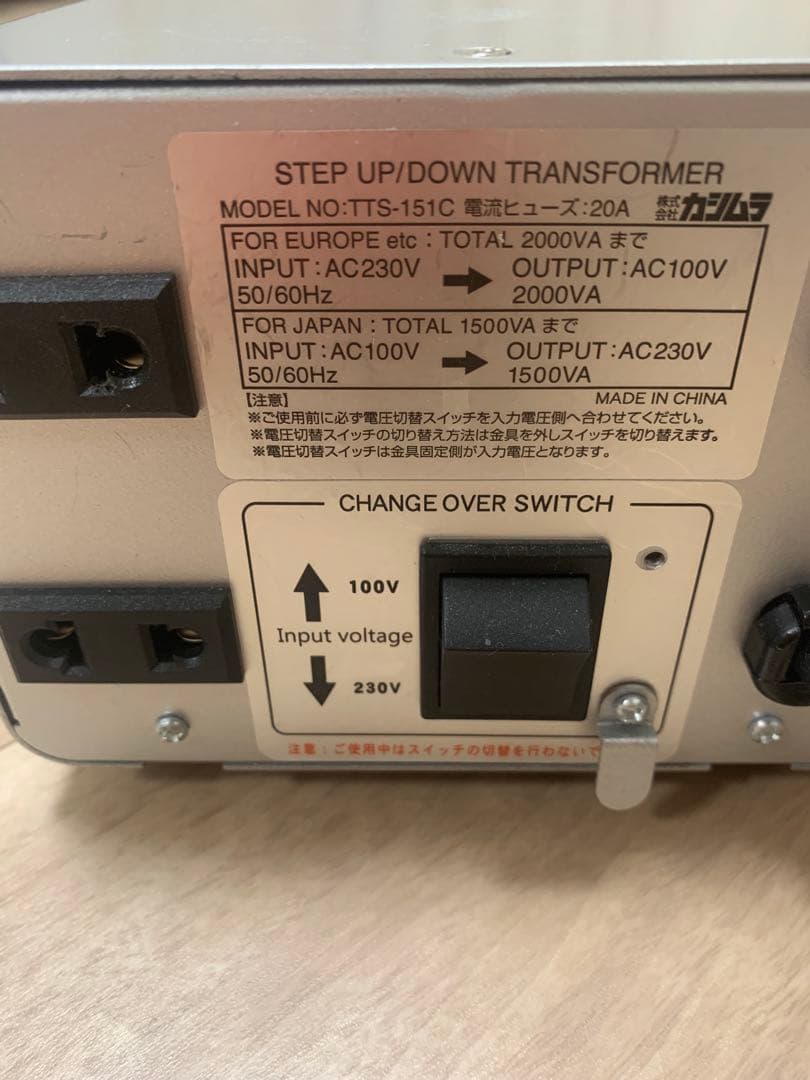 STEP UP/DOWN TRANSFORMER
MODEL NO:TTS-151C 電流ヒューズ:20A 株式会社カシムラ
FOR EUROPE etc : TOTAL 2000VA まで
INPUT : AC230V → OUTPUT : AC100V
50/60Hz 2000VA
FOR JAPAN : TOTAL 1500VA まで
INPUT : AC100V → OUTPUT : AC230V
50/60Hz 1500VA
【注意】 MADE IN CHINA
※ご使用前に必ず電圧切替スイッチを入力電圧側へ合わせてください。
※電圧切替スイッチの切り替え方法は金具を外しスイッチを切り替えます。
※電圧切替スイッチは金具固定側が入力電圧となります。
CHANGE OVER SWITCH
100V
Input voltage
230V
注意：ご使用中はスイッチの切替を行わないで